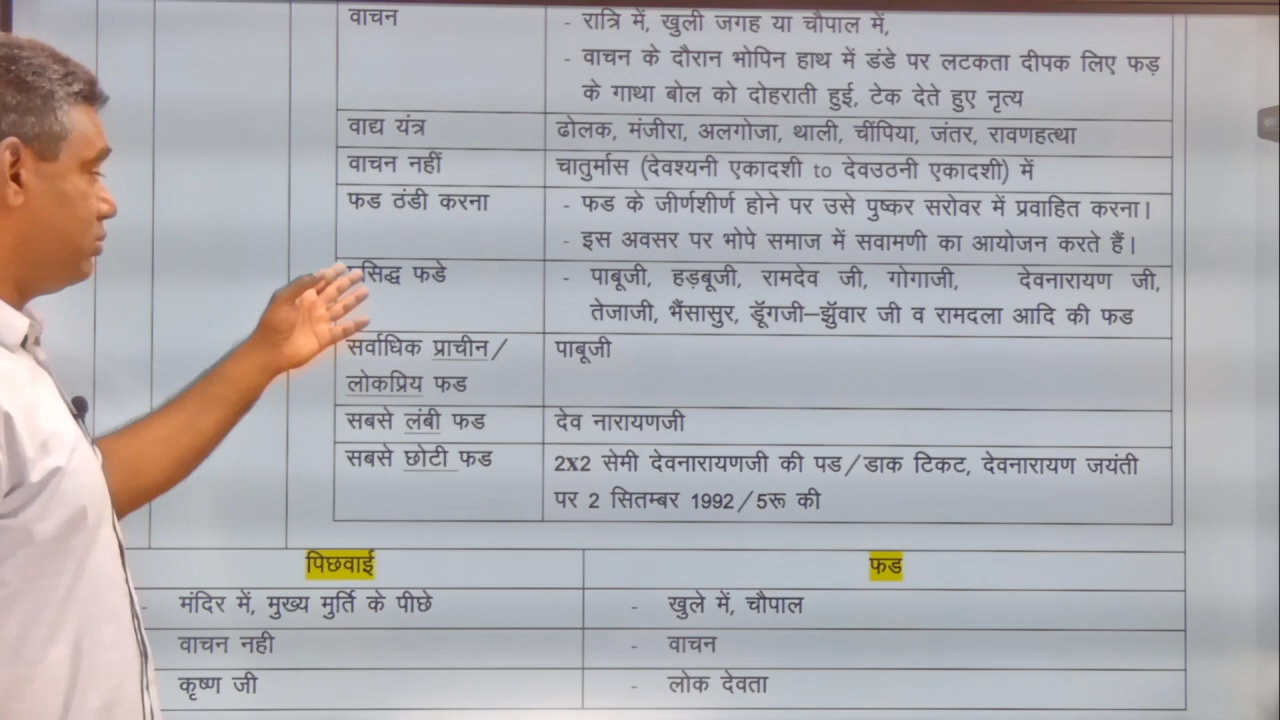 वाचन - रात्रि में, खुली जगह या चौपाल में,
- वाचन के दौरान भोपिन हाथ में डंडे पर लटकता दीपक लिए फड़
के गाथा बोल को दोहराती हुई, टेक देते हुए नृत्य
वाद्य यंत्र ढोलक, मंजीरा, अलगोजा, थाली, चींपिया, जंतर, रावणहत्था
वाचन नहीं चातुर्मास (देवश्यनी एकादशी to देवउठनी एकादशी) में
फड ठंडी करना - फड के जीर्णशीर्ण होने पर उसे पुष्कर सरोवर में प्रवाहित करना।
- इस अवसर पर भोपे समाज में सवामणी का आयोजन करते हैं।
सिद्ध फडे - पाबूजी, हड़बूजी, रामदेव जी, गोगाजी, देवनारायण जी,
तेजाजी, भैंसासुर, डूॅगजी–झुॅवार जी व रामदला आदि की फड
सर्वाधिक प्राचीन/ पाबूजी
लोकप्रिय फड
सबसे लंबी फड देव नारायणजी
सबसे छोटी फड 2x2 सेमी देवनारायणजी की पड/डाक टिकट, देवनारायण जयंती
पर 2 सितम्बर 1992/5रू की
पिछवाई फड
- मंदिर में, मुख्य मुर्ति के पीछे - खुले में, चौपाल
वाचन नही - वाचन
कृष्ण जी - लोक देवता